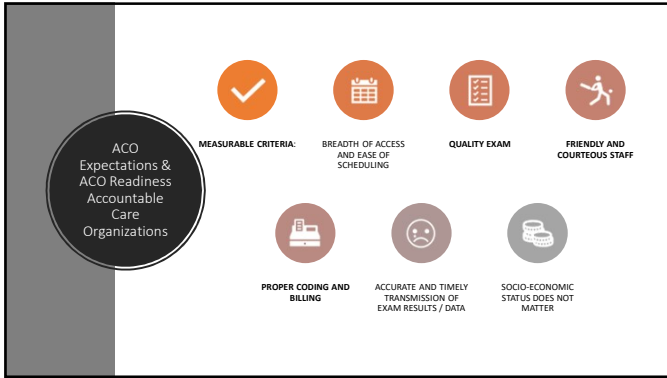 ACO
Expectations &
ACO Readiness
Accountable
Care
Organizations
MEASURABLE CRITERIA:
BREADTH OF ACCESS
AND EASE OF
SCHEDULING
QUALITY EXAM
FRIENDLY AND
COURTEOUS STAFF
PROPER CODING AND
BILLING
ACCURATE AND TIMELY
TRANSMISSION OF
EXAM RESULTS / DATA
SOCIO-ECONOMIC
STATUS DOES NOT
MATTER